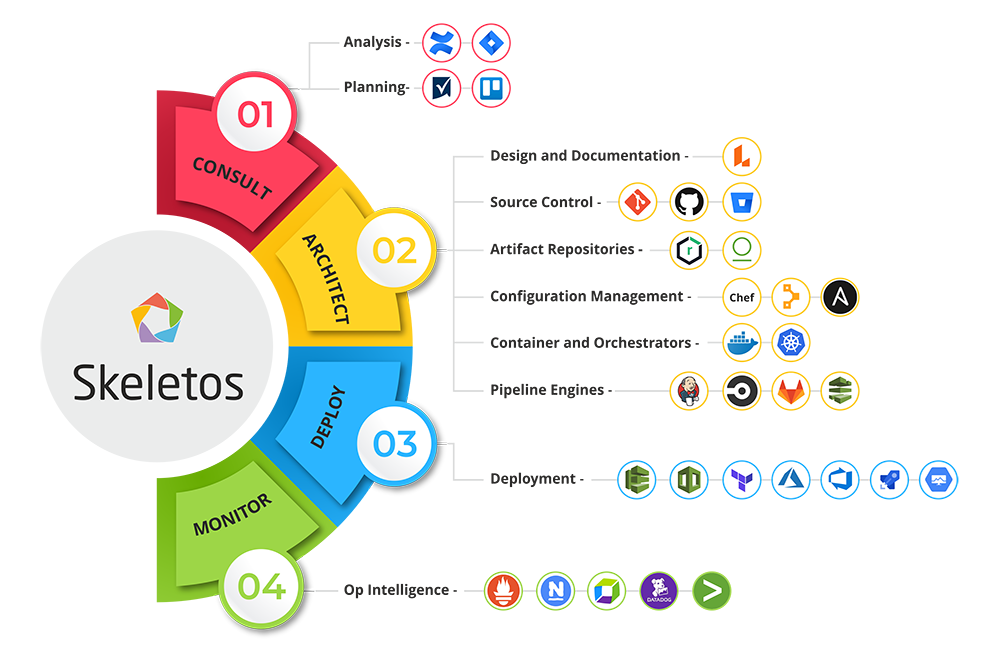 01
CONSULT
Analysis -
Planning-
02
ARCHITECT
Design and Documentation -
Source Control -
Artifact Repositories -
r
Configuration Management -
Chef
A
Container and Orchestrators -
Pipeline Engines -
Skeletos
03
DEPLOY
Deployment -
04
MONITOR
Op Intelligence -
N
DATADOG
>